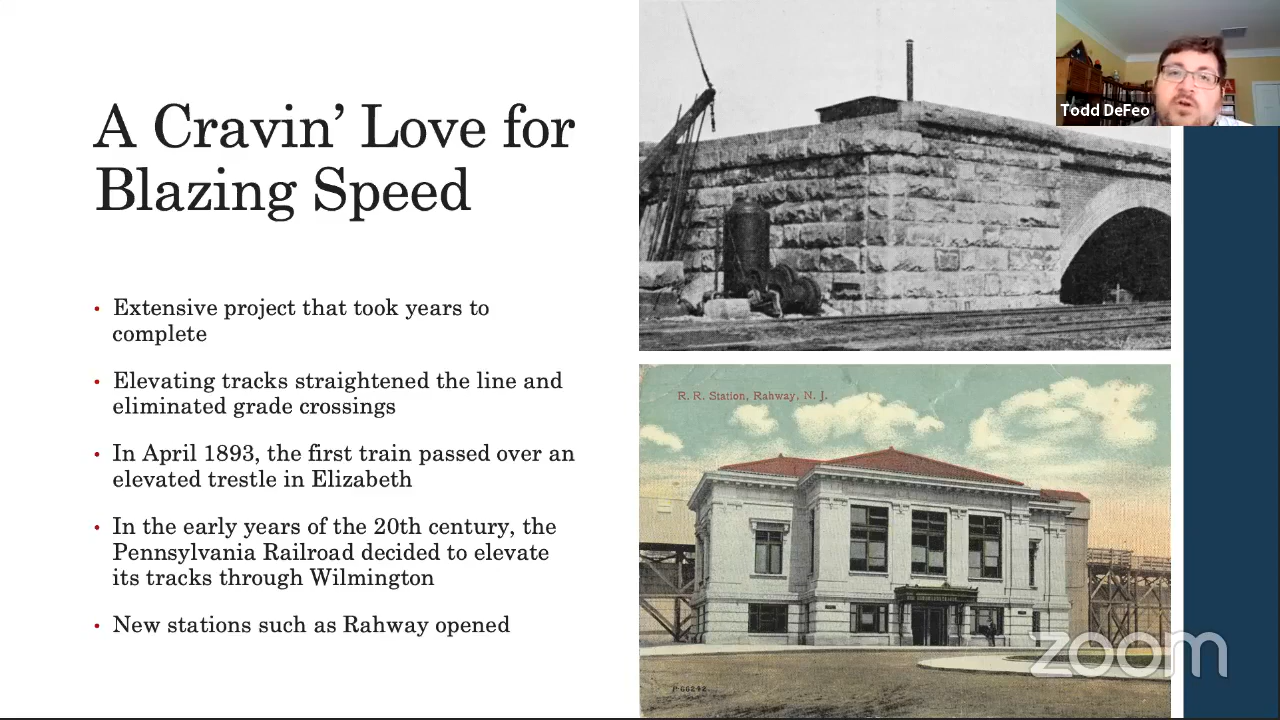 A Cravin' Love for
Blazing Speed
• Extensive project that took years to
complete
• Elevating tracks straightened the line and
eliminated grade crossings
• In April 1893, the first train passed over an
elevated trestle in Elizabeth
• In the early years of the 20th century, the
Pennsylvania Railroad decided to elevate
its tracks through Wilmington
• New stations such as Rahway opened
Todd DeFeo
R. R. Station, Rahway, N. J.
zoom